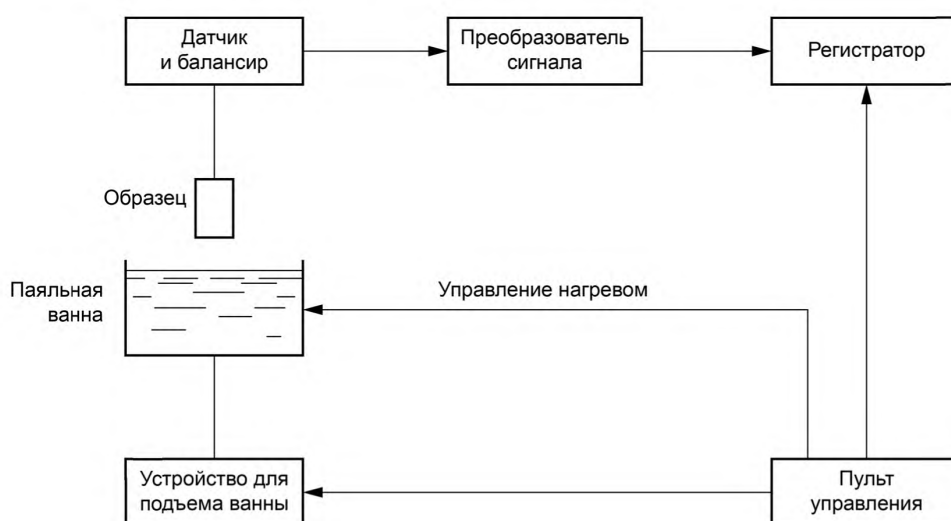 Датчик
и балансир
Преобразователь
сигнала
Регистратор
Образец
Паяльная
ванна
Управление нагревом
Устройство для
подъема ванны
Пульт
управления